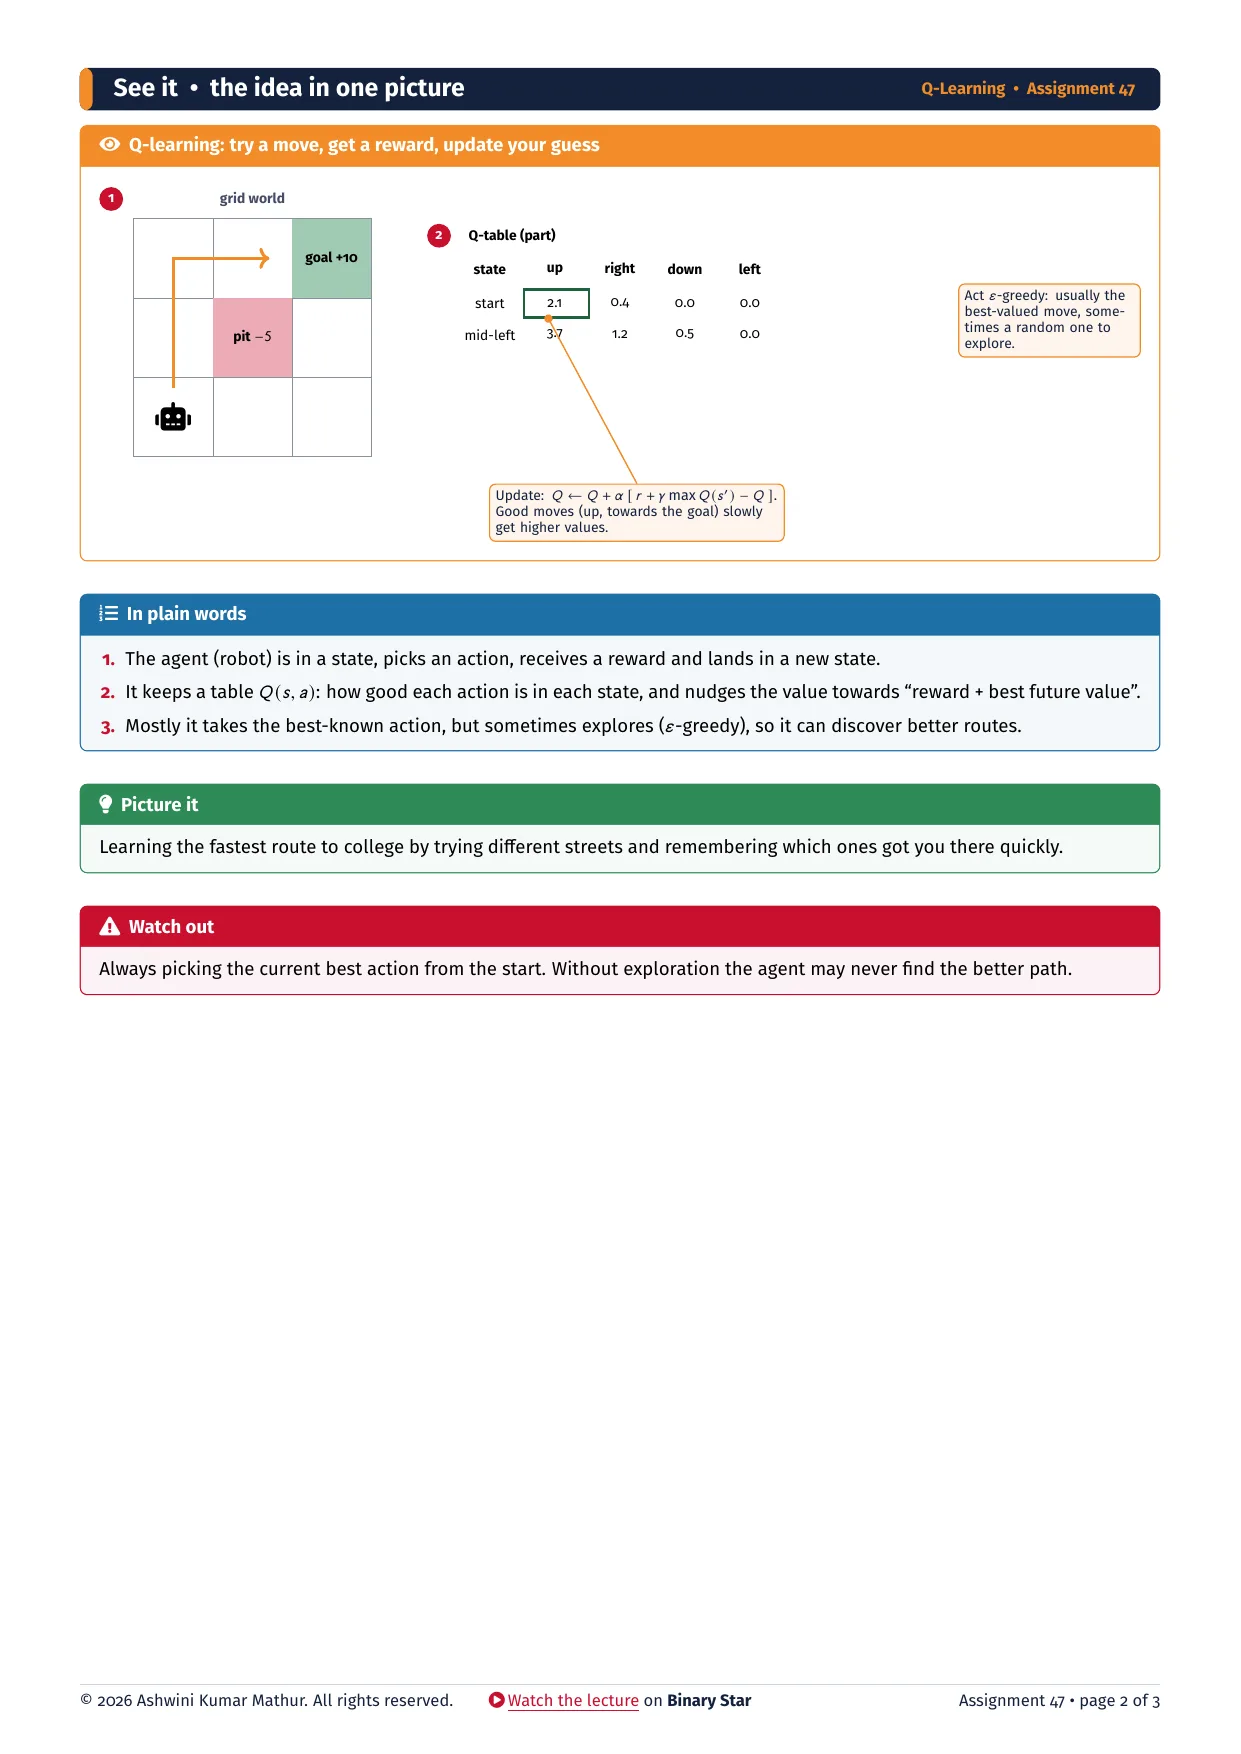 See it • the idea in one picture
Q-Learning • Assignment 47
Q-learning: try a move, get a reward, update your guess
1
grid world
goal +10
pit −5
2
Q-table (part)
state up right down left
start 2.1 0.4 0.0 0.0
mid-left 3.7 1.2 0.5 0.0
Act ε-greedy: usually the
best-valued move, some-
times a random one to
explore.
Update: Q ← Q + α [ r + γ max Q(s′) − Q ].
Good moves (up, towards the goal) slowly
get higher values.
In plain words
1. The agent (robot) is in a state, picks an action, receives a reward and lands in a new state.
2. It keeps a table Q(s, a): how good each action is in each state, and nudges the value towards “reward + best future value”.
3. Mostly it takes the best-known action, but sometimes explores (ε-greedy), so it can discover better routes.
Picture it
Learning the fastest route to college by trying different streets and remembering which ones got you there quickly.
Watch out
Always picking the current best action from the start. Without exploration the agent may never find the better path.
© 2026 Ashwini Kumar Mathur. All rights reserved.
Watch the lecture on Binary Star
Assignment 47 • page 2 of 3